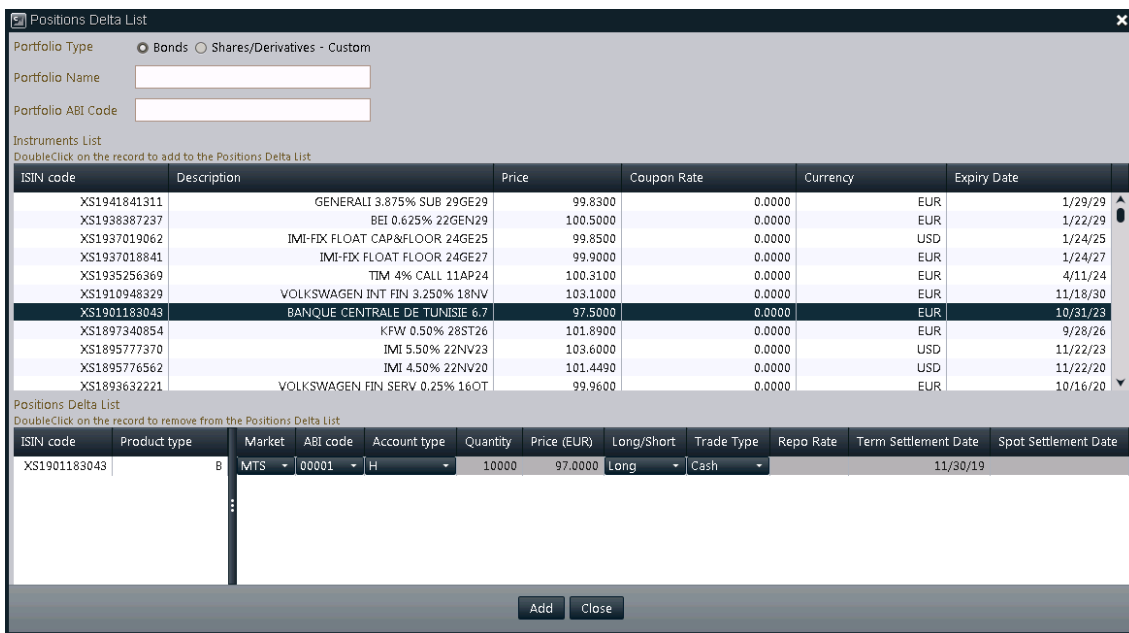 Positions Delta List
Portfolio Type Bonds Shares/Derivatives - Custom
Portfolio Name
Portfolio ABI Code
Instruments List
DoubleClick on the record to add to the Positions Delta List
ISIN code Description Price Coupon Rate Currency Expiry Date
XS1941841311 GENERALI 3.875% SUB 29GE29 99.8300 0.0000 EUR 1/29/29
XS1938387237 BEI 0.625% 22GEN29 100.5000 0.0000 EUR 1/22/29
XS1937019062 IMI-FIX FLOAT CAP&FLOOR 24GE25 99.8500 0.0000 USD 1/24/25
XS1937018841 IMI-FIX FLOAT FLOOR 24GE27 99.9000 0.0000 EUR 1/24/27
XS1935256369 TIM 4% CALL 11AP24 100.3100 0.0000 EUR 4/11/24
XS1910948329 VOLKSWAGEN INT FIN 3.250% 18NV 103.1000 0.0000 EUR 11/18/30
XS1901183043 BANQUE CENTRALE DE TUNISIE 6.7 97.5000 0.0000 EUR 10/31/23
XS1897340854 KFW 0.50% 28ST26 101.8900 0.0000 EUR 9/28/26
XS1895777370 IMI 5.50% 22NV23 103.6000 0.0000 USD 11/22/23
XS1895776562 IMI 4.50% 22NV20 101.4490 0.0000 USD 11/22/20
XS1893632221 VOLKSWAGEN FIN SERV 0.25% 16OT 99.9600 0.0000 EUR 10/16/20
Positions Delta List
DoubleClick on the record to remove from the Positions Delta List
ISIN code Product type Market ABI code Account type Quantity Price (EUR) Long/Short Trade Type Repo Rate Term Settlement Date Spot Settlement Date
XS1901183043 B MTS 00001 H 10000 97.0000 Long Cash 11/30/19
Add Close